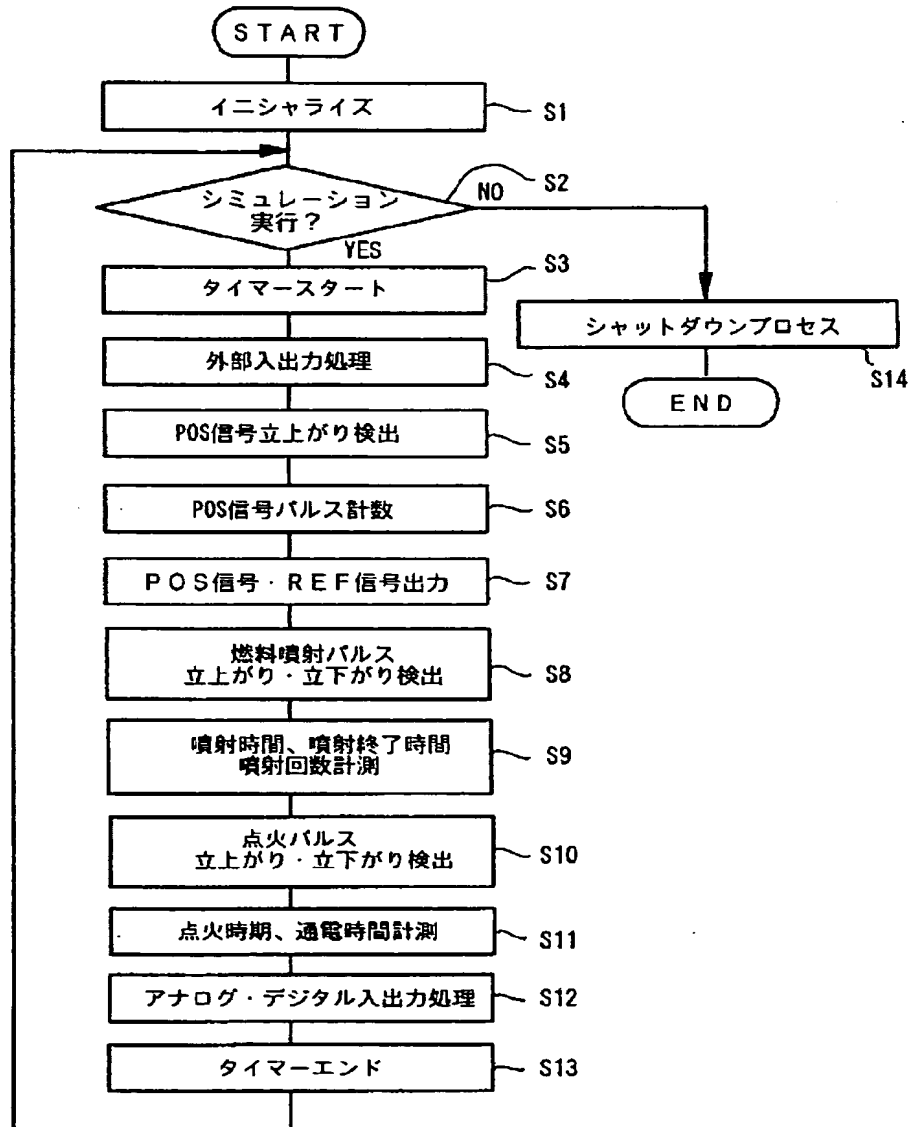 START
イニシャライズ
S1
シミュレーション
実行?
S2
NO
YES
タイマースタート
S3
シャットダウンプロセス
S14
END
外部入出力処理
S4
POS信号立上がり検出
S5
POS信号パルス計数
S6
POS信号・REF信号出力
S7
燃料噴射パルス
立上がり・立下がり検出
S8
噴射時間、噴射終了時間
噴射回数計測
S9
点火パルス
立上がり・立下がり検出
S10
点火時期、通電時間計測
S11
アナログ・デジタル入出力処理
S12
タイマーエンド
S13